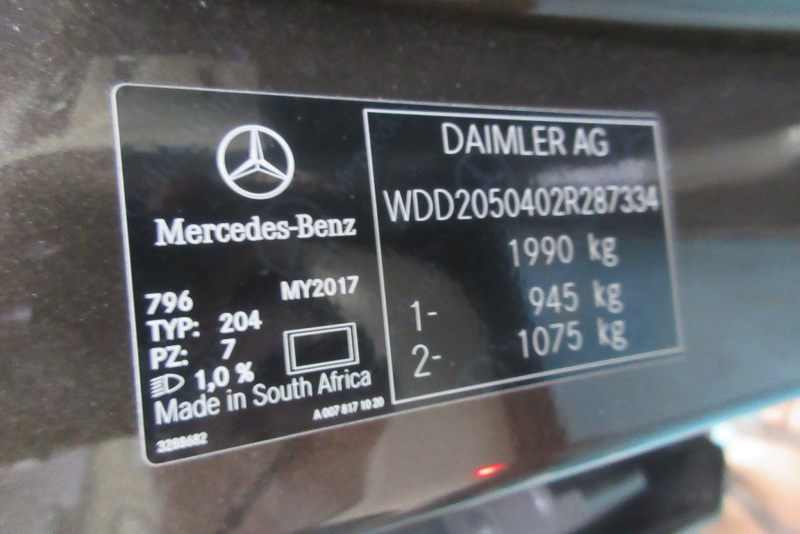 Mercedes-Benz
796 MY2017
TYP: 204
PZ: 7
1,0 %
Made in South Africa
A 007 817 10 20
3288682
DAIMLER AG
WDD2050402R287334
1990 kg
1- 945 kg
2- 1075 kg